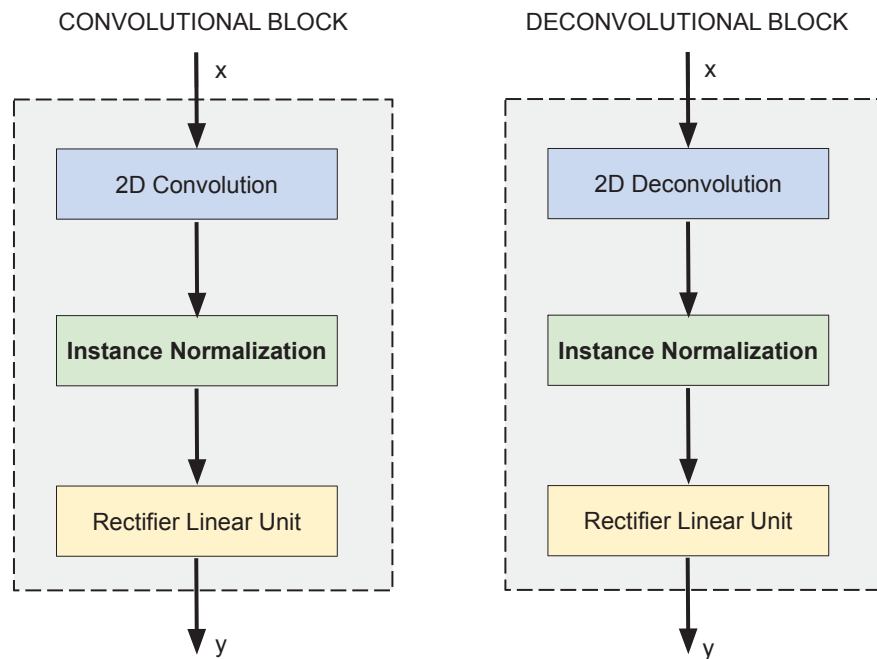 CONVOLUTIONAL BLOCK
x
2D Convolution
Instance Normalization
Rectifier Linear Unit
y
DECONVOLUTIONAL BLOCK
x
2D Deconvolution
Instance Normalization
Rectifier Linear Unit
y